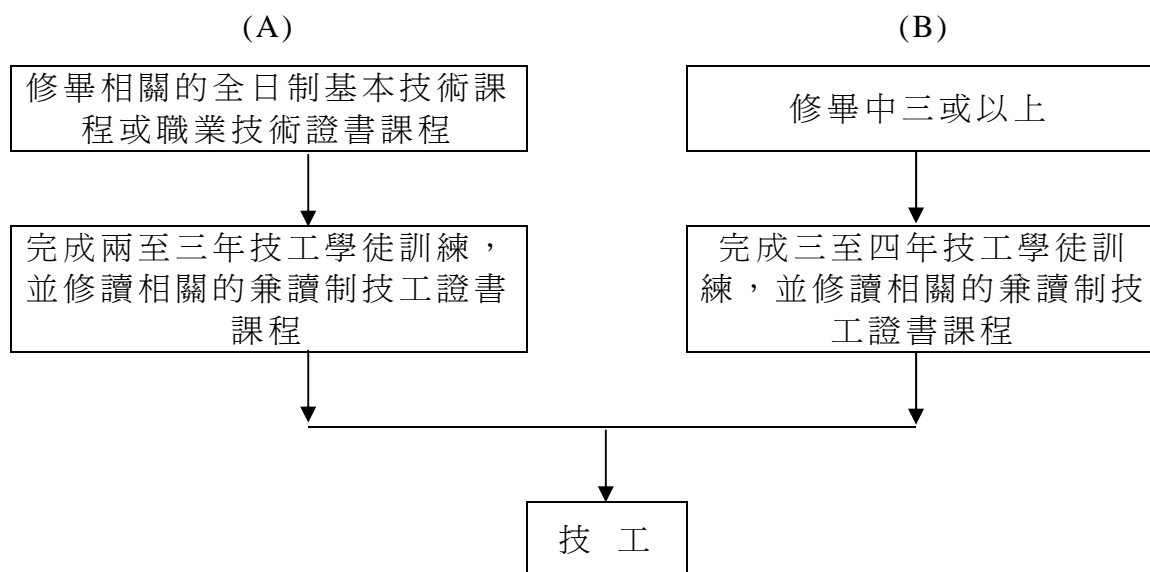 (A)
修畢相關的全日制基本技術課
程或職業技術證書課程
完成兩至三年技工學徒訓練，
並修讀相關的兼讀制技工證書
課程
(B)
修畢中三或以上
完成三至四年技工學徒訓
練，並修讀相關的兼讀制技
工證書課程
技 工